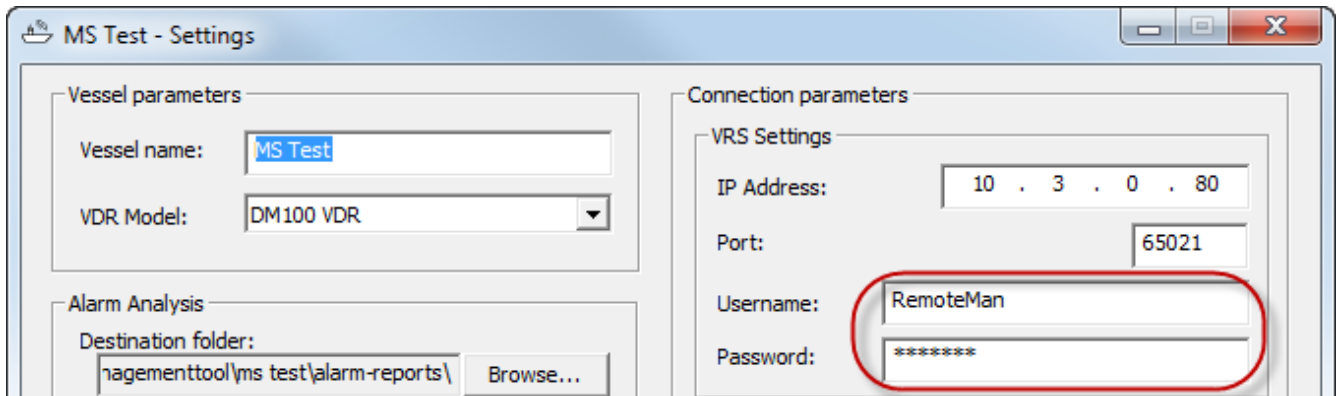 MS Test - Settings
Vessel parameters
Vessel name: MS Test
VDR Model: DM100 VDR
Alarm Analysis
Destination folder:
nagementtool\ms test\alarm-reports\ Browse...
Connection parameters
VRS Settings
IP Address: 10 . 3 . 0 . 80
Port: 65021
Username: RemoteMan
Password: *******